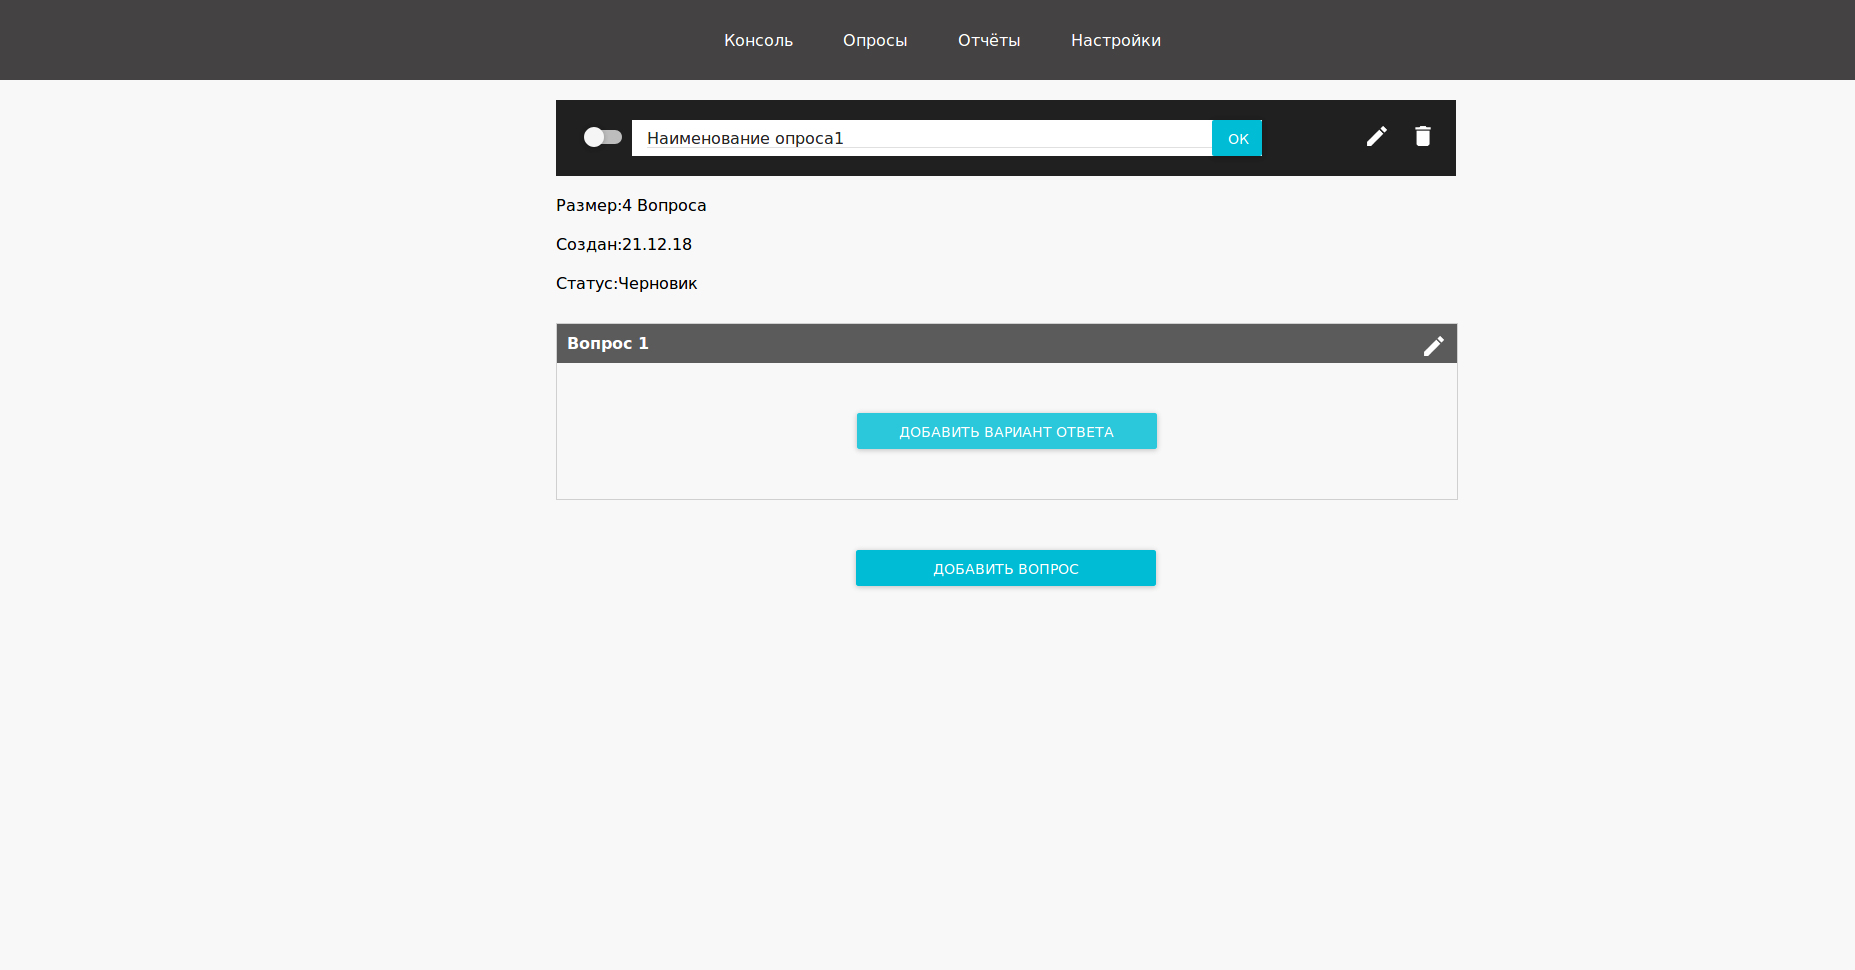 Консоль Опросы Отчёты Настройки
Наименование опроса1 ОК
Размер:4 Вопроса
Создан:21.12.18
Статус:Черновик
Вопрос 1
ДОБАВИТЬ ВАРИАНТ ОТВЕТА
ДОБАВИТЬ ВОПРОС